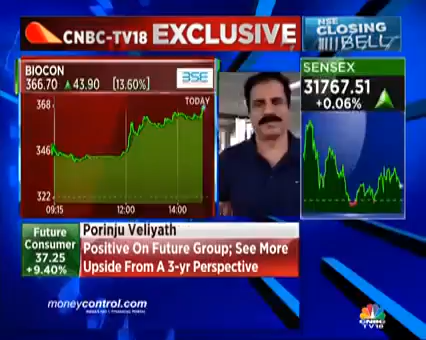 CNBC-TV18 EXCLUSIVE
NSE
CLOSING
BELL
BIOCON
366.70 ▲ 43.90 [13.60%]
BSE
TODAY
368
346
322
09:15 12:00 14:00
SENSEX
31767.51
+0.06%
Future
Consumer
37.25
+9.40%
Porinju Veliyath
Positive On Future Group; See More
Upside From A 3-yr Perspective
moneycontrol.com
CNBC
TV18